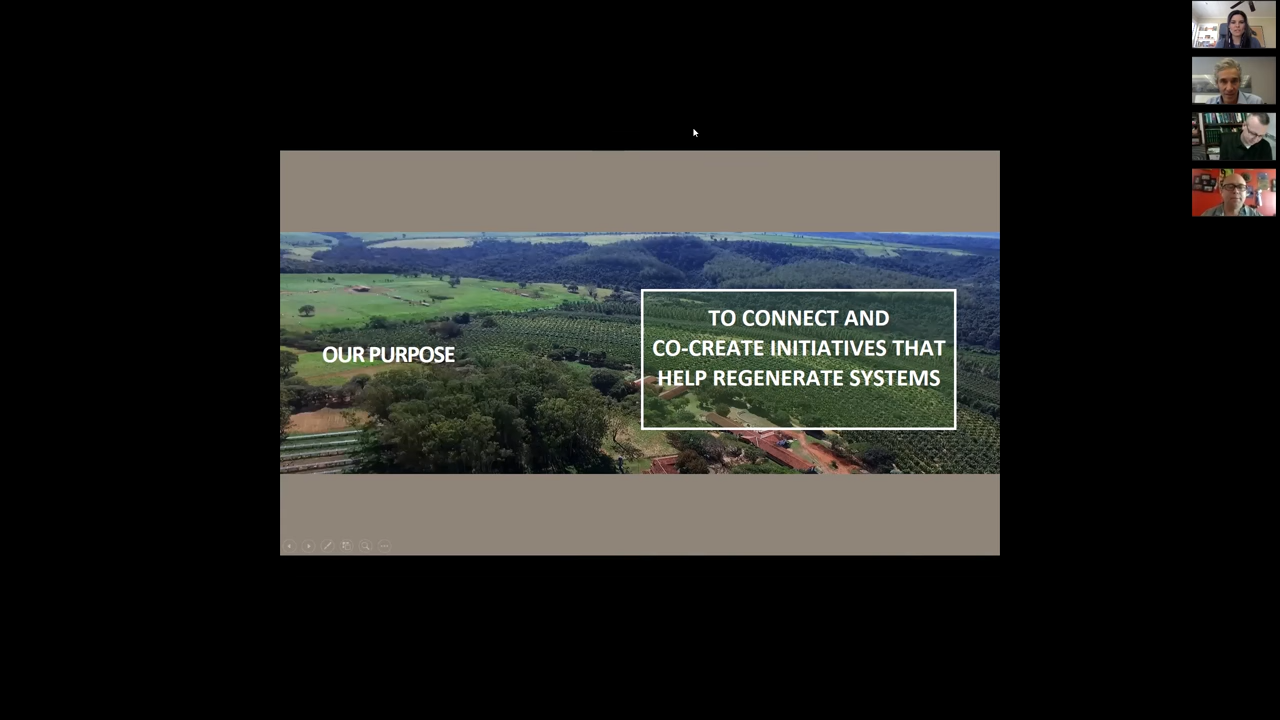 OUR PURPOSE
TO CONNECT AND
CO-CREATE INITIATIVES THAT
HELP REGENERATE SYSTEMS